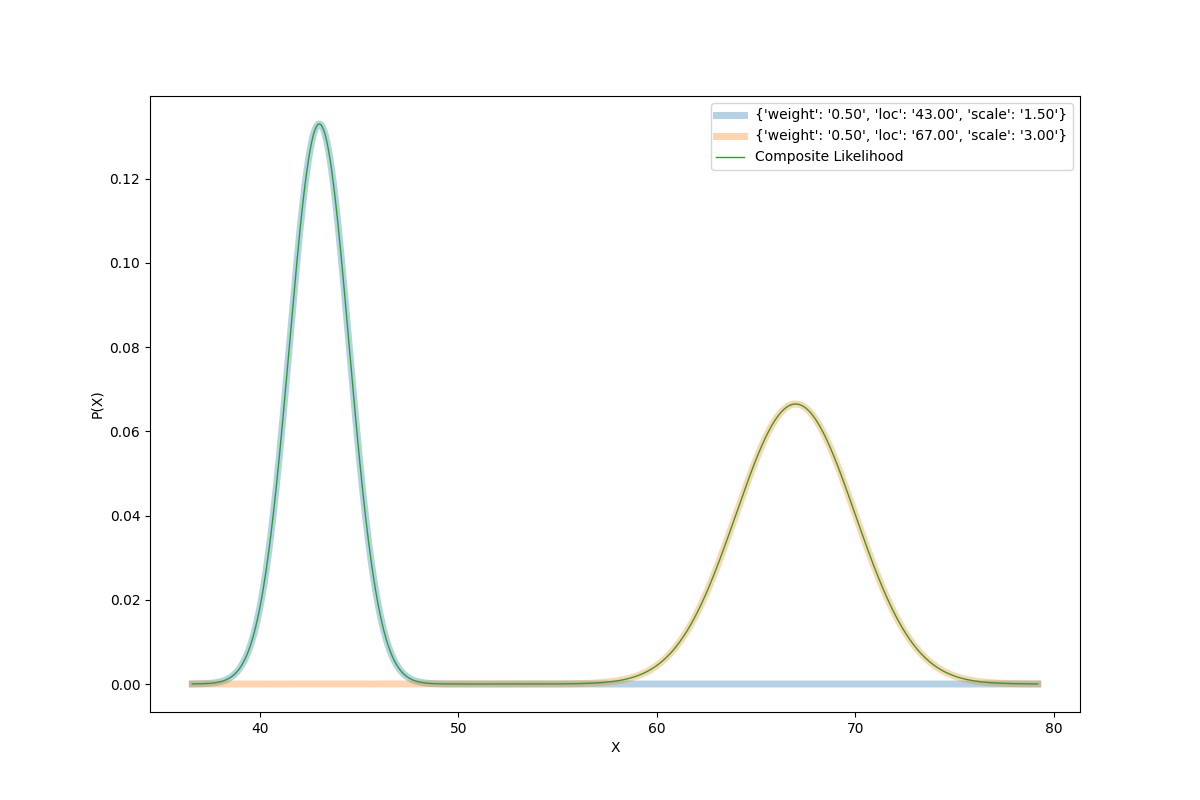 {'weight': '0.50', 'loc': '43.00', 'scale': '1.50'}
{'weight': '0.50', 'loc': '67.00', 'scale': '3.00'}
Composite Likelihood
P(X)
0.12
0.10
0.08
0.06
0.04
0.02
0.00
40 50 60 70 80
X